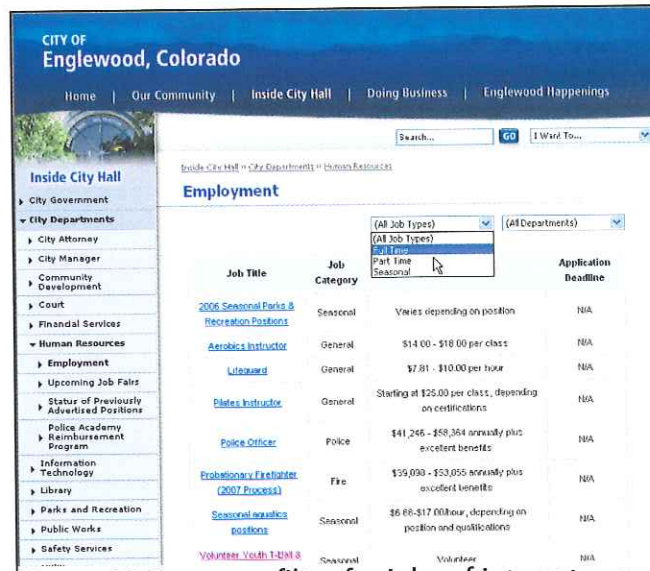 CITY OF
Englewood, Colorado
Home | Our Community | Inside City Hall | Doing Business | Englewood Happenings
Search... GO I Want To...
Inside City Hall
City Government
City Departments
City Attorney
City Manager
Community
Development
Court
Financial Services
Human Resources
Employment
Upcoming Job Fairs
Status of Previously
Advertised Positions
Police Academy
Reimbursement
Program
Information
Technology
Library
Parks and Recreation
Public Works
Safety Services
Inside City Hall » City Departments » Human Resources
Employment
(All Job Types) (All Departments)
(All Job Types)
Full Time
Part Time
Seasonal
Job Title Job Category Application Deadline
2006 Seasonal Parks & Recreation Positions Seasonal Varies depending on position N/A
Aerobics Instructor General $14.00 - $18.00 per class N/A
Lifeguard General $7.81 - $10.00 per hour N/A
Pilates Instructor General Starting at $25.00 per class, depending on certifications N/A
Police Officer Police $41,246 - $58,364 annually plus excellent benefits N/A
Probationary Firefighter (2007 Process) Fire $39,098 - $53,055 annually plus excellent benefits N/A
Seasonal aquatics positions Seasonal $6.66-$17.00/hour, depending on position and qualifications N/A
Volunteer Youth T-Ball & Seasonal Volunteer N/A